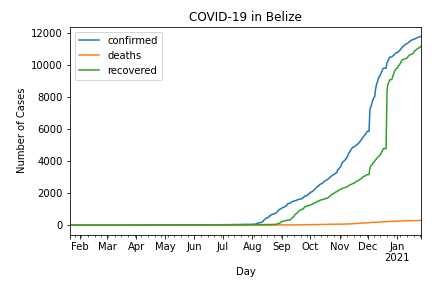 COVID-19 in Belize
confirmed
deaths
recovered
Number of Cases
12000
10000
8000
6000
4000
2000
0
Feb Mar Apr May Jun Jul Aug Sep Oct Nov Dec Jan
2021
Day